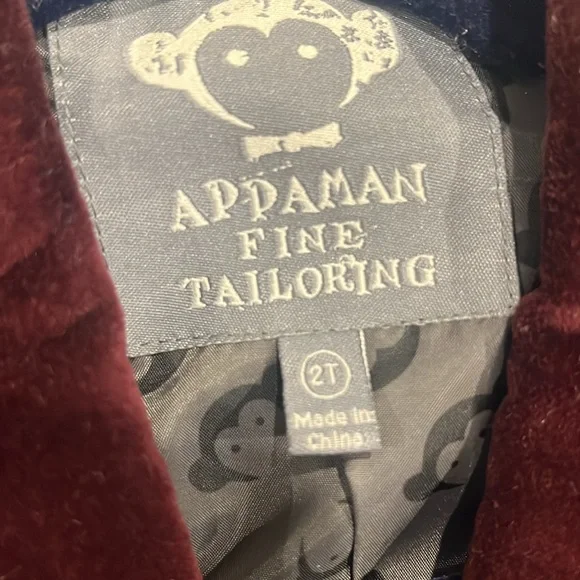 APPAMAN
FINE
TAILORING
2T
Made in
China